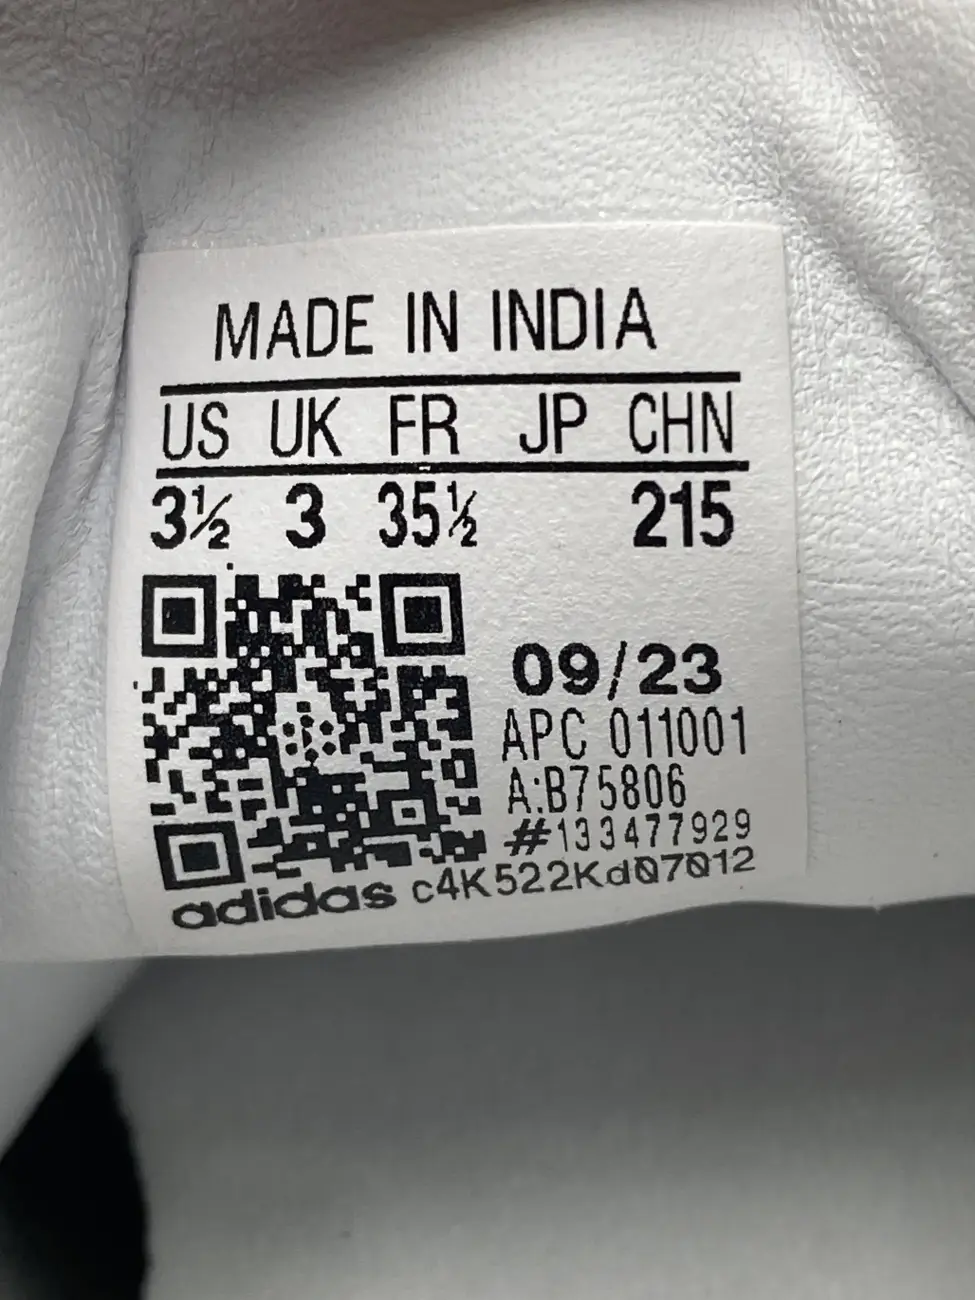 MADE IN INDIA
US UK FR JP CHN
3½ 3 35½ 215
09/23
APC 011001
A:B75806
#133477929
adidas c4K522Kd07012